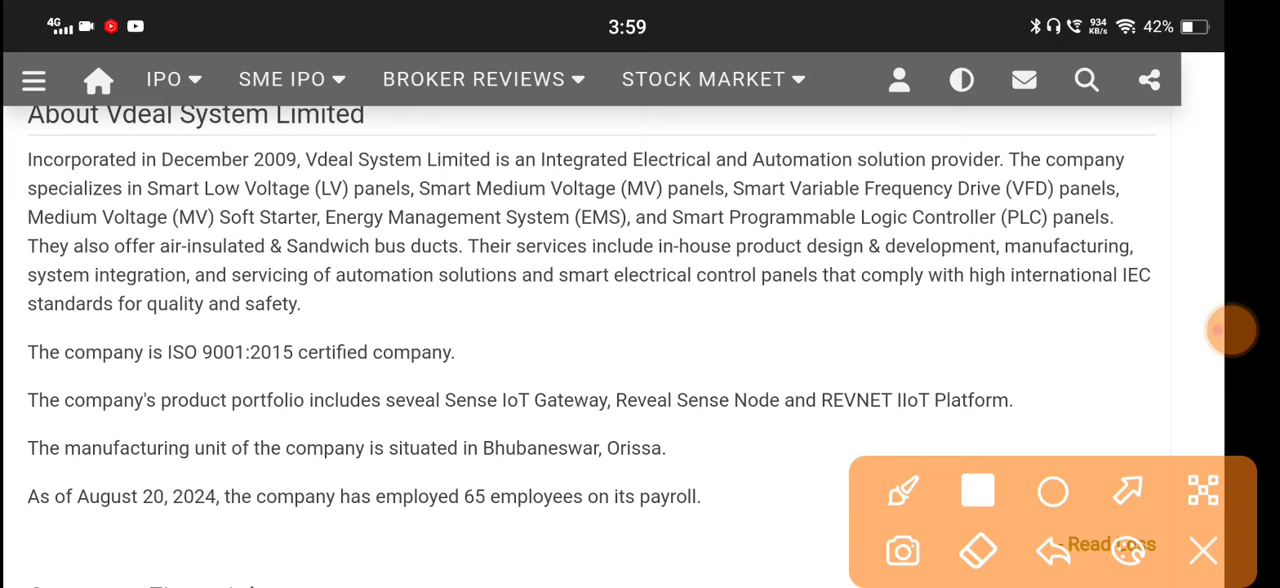 4G 3:59 934 KB/s 42%
IPO SME IPO BROKER REVIEWS STOCK MARKET
About Vdeal System Limited
Incorporated in December 2009, Vdeal System Limited is an Integrated Electrical and Automation solution provider. The company
specializes in Smart Low Voltage (LV) panels, Smart Medium Voltage (MV) panels, Smart Variable Frequency Drive (VFD) panels,
Medium Voltage (MV) Soft Starter, Energy Management System (EMS), and Smart Programmable Logic Controller (PLC) panels.
They also offer air-insulated & Sandwich bus ducts. Their services include in-house product design & development, manufacturing,
system integration, and servicing of automation solutions and smart electrical control panels that comply with high international IEC
standards for quality and safety.
The company is ISO 9001:2015 certified company.
The company's product portfolio includes seveal Sense IoT Gateway, Reveal Sense Node and REVNET IIoT Platform.
The manufacturing unit of the company is situated in Bhubaneswar, Orissa.
As of August 20, 2024, the company has employed 65 employees on its payroll.
Read